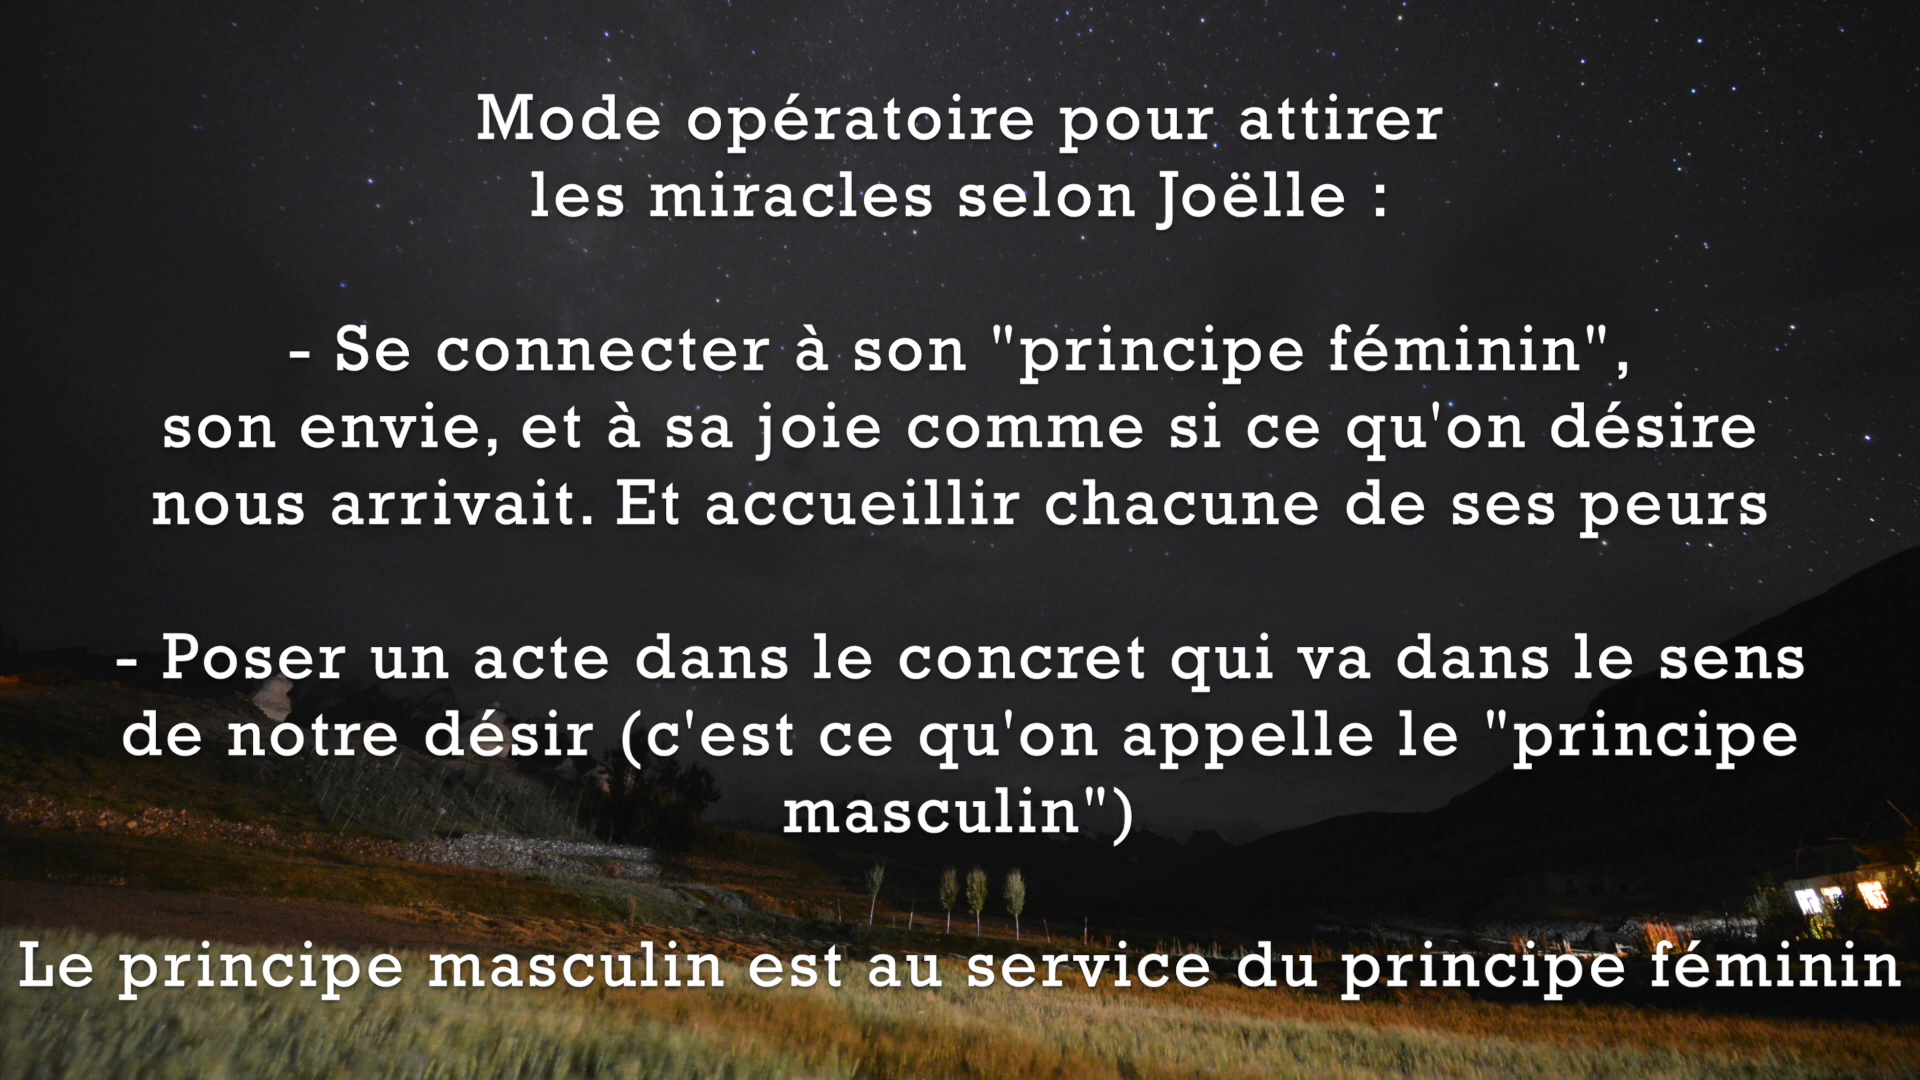 Mode opératoire pour attirer
les miracles selon Joëlle :
- Se connecter à son "principe féminin",
son envie, et à sa joie comme si ce qu'on désire
nous arrivait. Et accueillir chacune de ses peurs
- Poser un acte dans le concret qui va dans le sens
de notre désir (c'est ce qu'on appelle le "principe
masculin")
Le principe masculin est au service du principe féminin